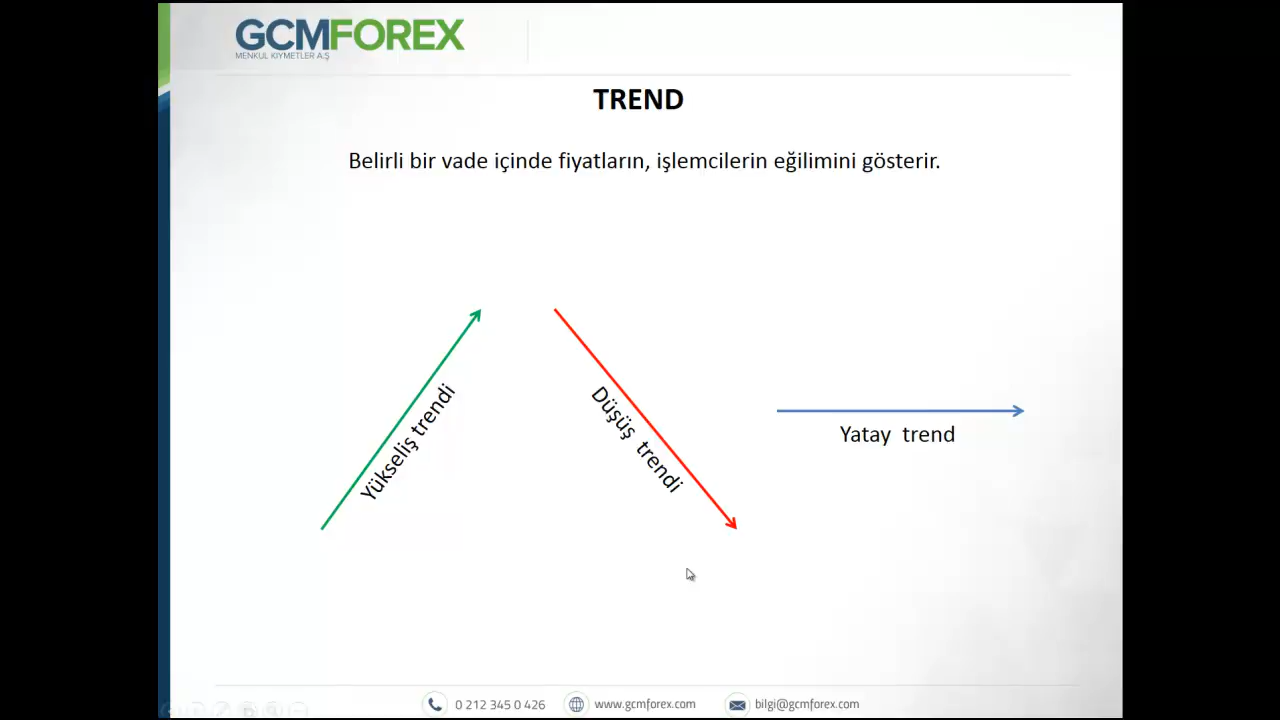 GCMFOREX
MENKUL KIYMETLER A.Ş
TREND
Belirli bir vade içinde fiyatların, işlemcilerin eğilimini gösterir.
Yükseliş trendi
Düşüş trendi
Yatay trend
0 212 345 0 426
www.gcmforex.com
bilgi@gcmforex.com